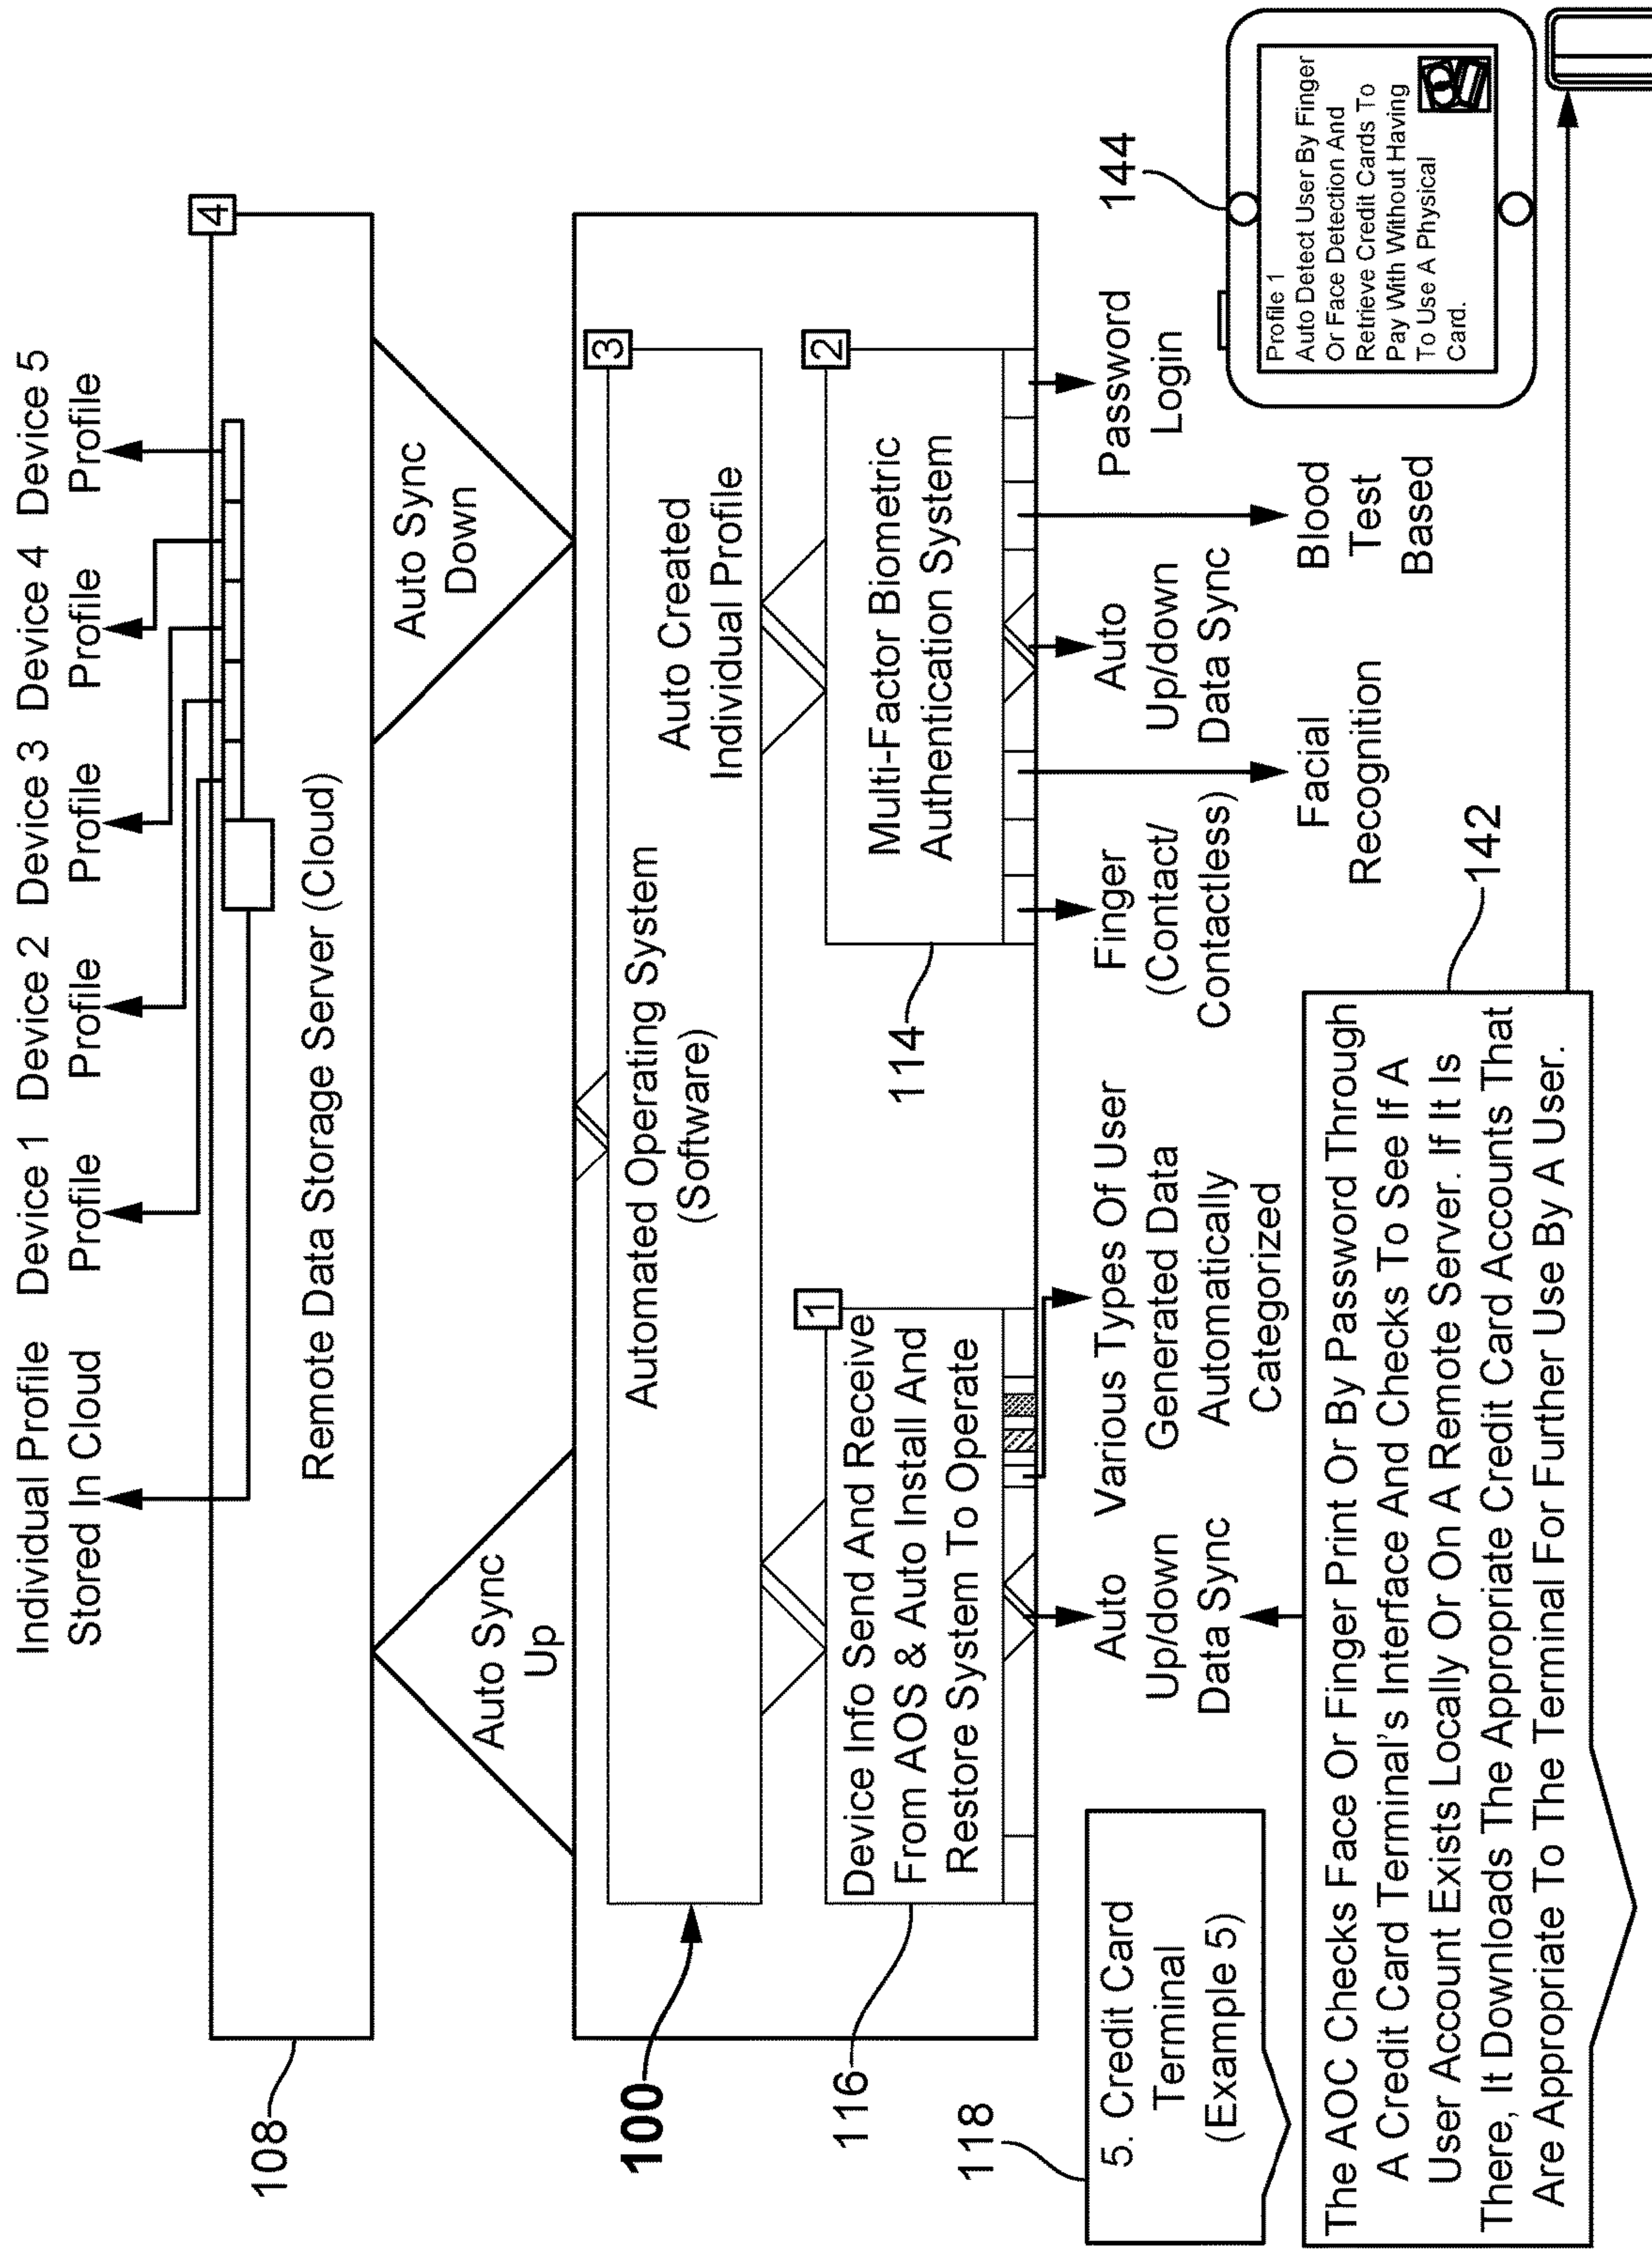 Individual Profile
Stored In Cloud
Device 1
Profile
Device 2
Profile
Device 3
Profile
Device 4
Profile
Device 5
Profile
4
108
Remote Data Storage Server (Cloud)
Auto Sync
Up
Auto Sync
Down
100
3
Automated Operating System
(Software)
Auto Created
Individual Profile
116
1
Device Info Send And Receive
From AOS & Auto Install And
Restore System To Operate
2
Multi-Factor Biometric
Authentication System
114
118
5. Credit Card
Terminal
(Example 5)
Auto
Up/down
Data Sync
Various Types Of User
Generated Data
Automatically
Categorized
Finger
(Contact/
Contactless)
Facial
Recognition
Auto
Up/down
Data Sync
Blood
Test
Based
Password
Login
144
Profile 1
Auto Detect User By Finger
Or Face Detection And
Retrieve Credit Cards To
Pay With Without Having
To Use A Physical
Card.
142
The AOC Checks Face Or Finger Print Or By Password Through
A Credit Card Terminal's Interface And Checks To See If A
User Account Exists Locally Or On A Remote Server. If It Is
There, It Downloads The Appropriate Credit Card Accounts That
Are Appropriate To The Terminal For Further Use By A User.